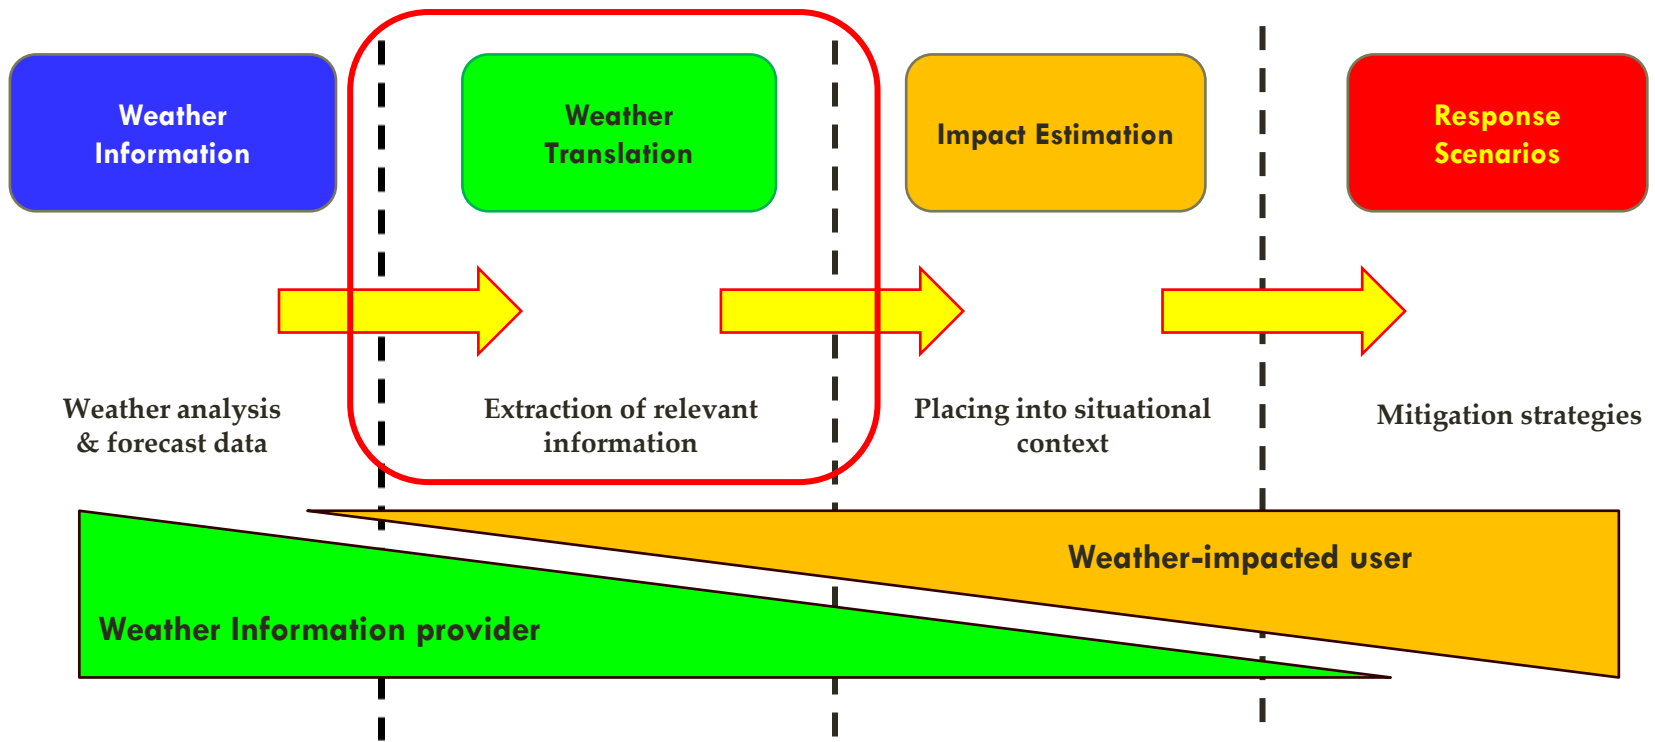 Weather
Information
Weather
Translation
Impact Estimation
Response
Scenarios
Weather analysis
& forecast data
Extraction of relevant
information
Placing into situational
context
Mitigation strategies
Weather-impacted user
Weather Information provider